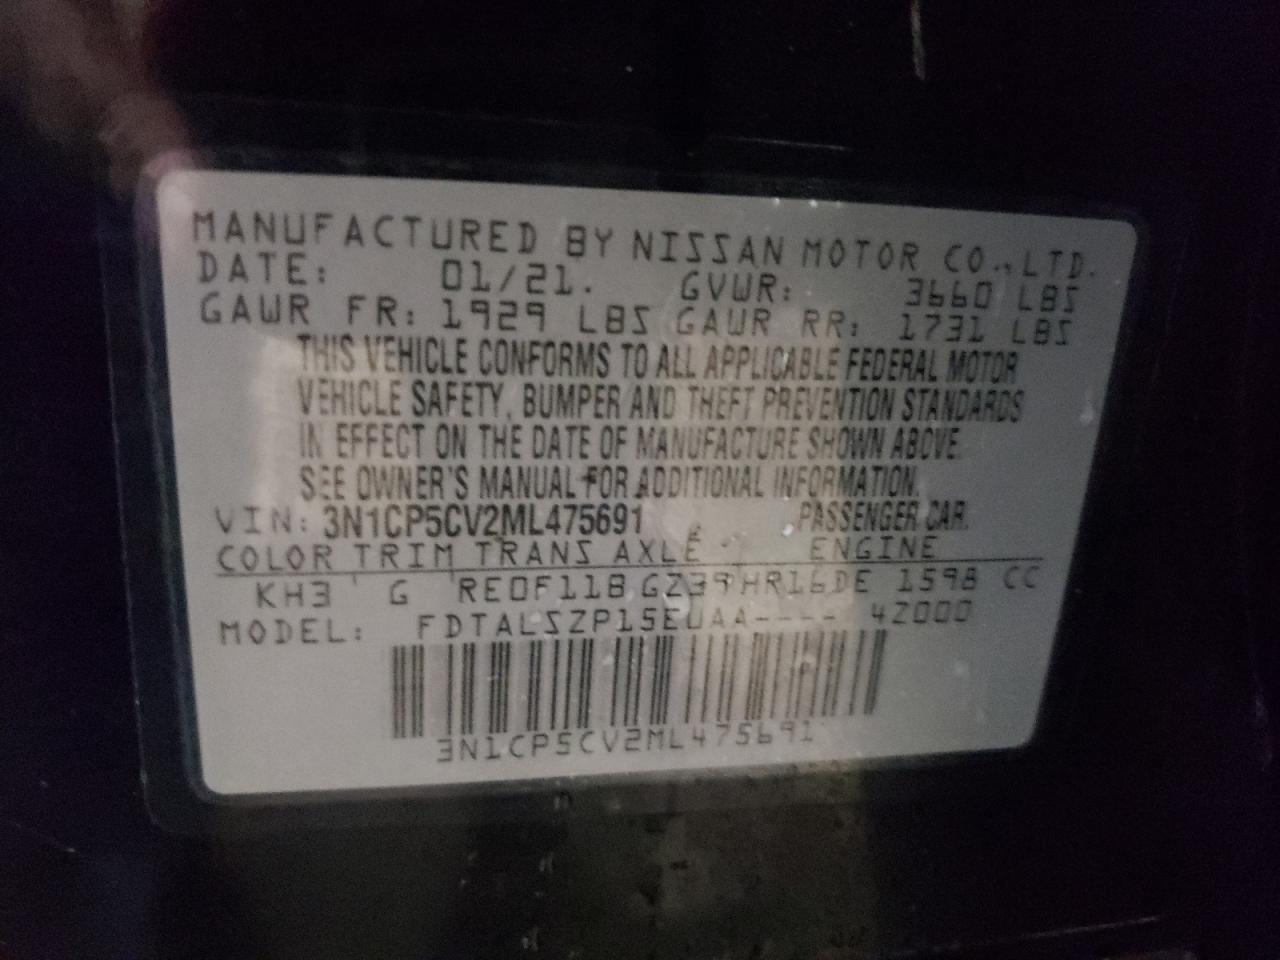 MANUFACTURED BY NISSAN MOTOR CO., LTD.
DATE: 01/21. GVWR: 3660 LBS
GAWR FR: 1929 LBS GAWR RR: 1731 LBS
THIS VEHICLE CONFORMS TO ALL APPLICABLE FEDERAL MOTOR
VEHICLE SAFETY, BUMPER AND THEFT PREVENTION STANDARDS
IN EFFECT ON THE DATE OF MANUFACTURE SHOWN ABOVE.
SEE OWNER'S MANUAL FOR ADDITIONAL INFORMATION.
VIN: 3N1CP5CV2ML475691 PASSENGER CAR
COLOR TRIM TRANS AXLE ENGINE
KH3 G RE0F11B GZ39 HR16DE 1598 CC
MODEL: FDTALSZP15EUAA---- 42000
3N1CP5CV2ML475691